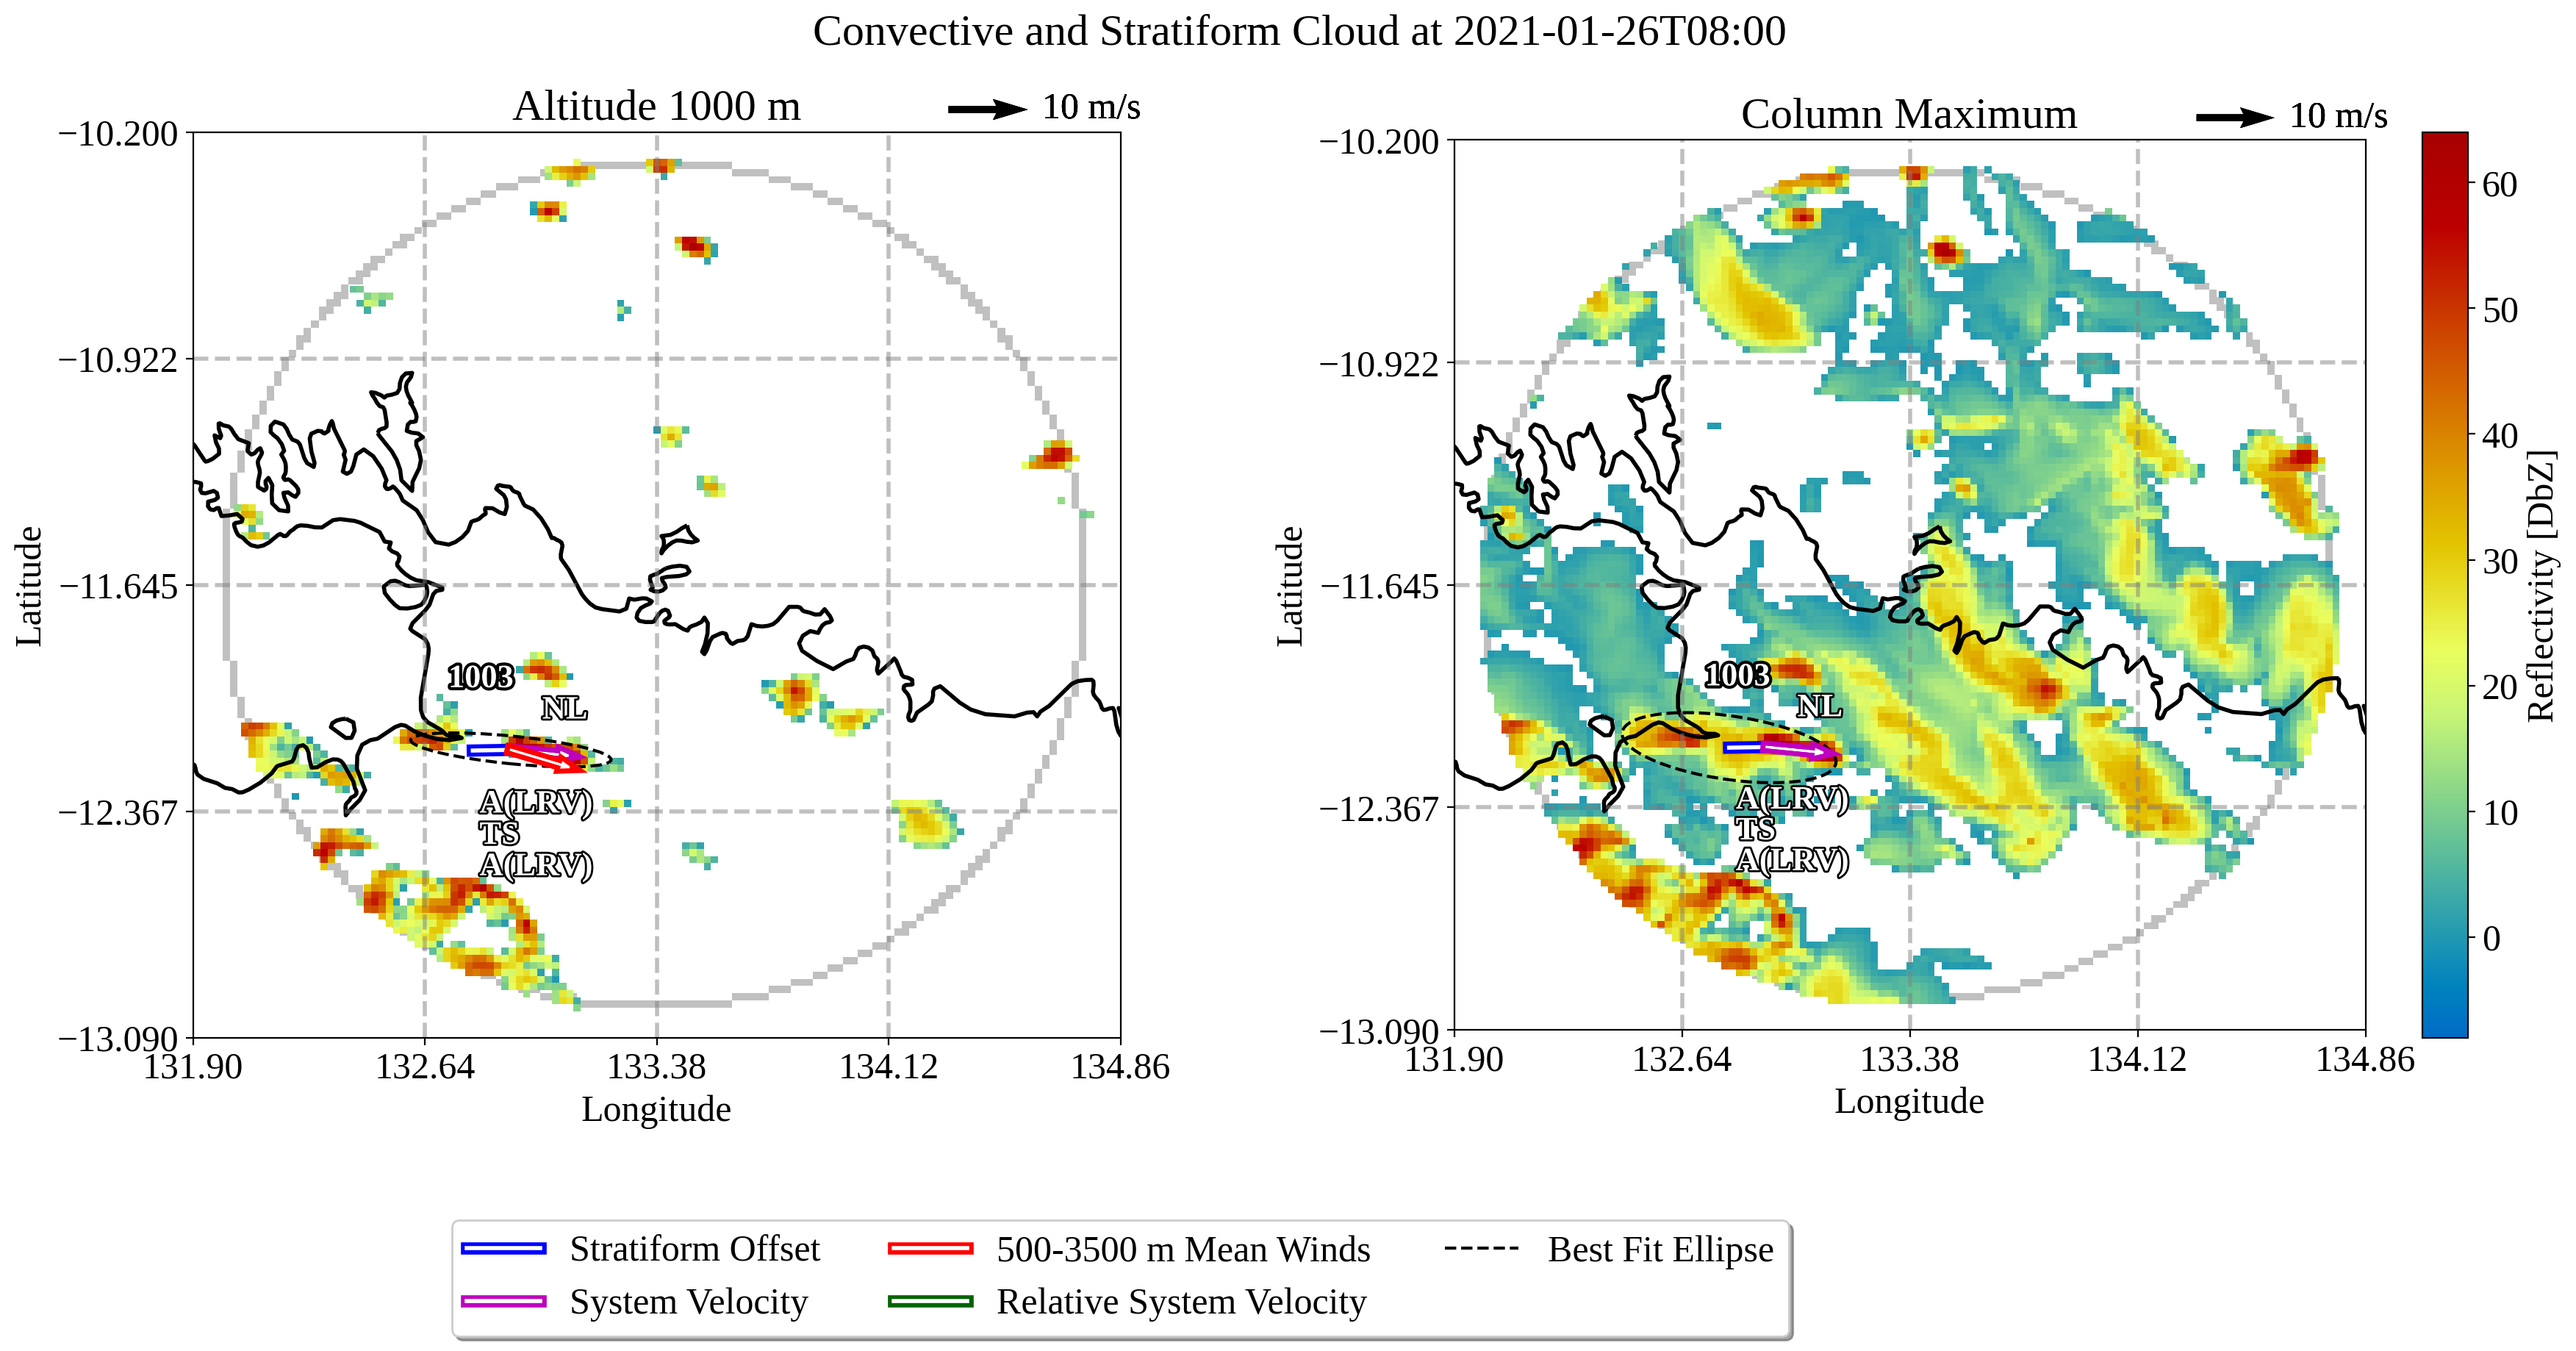 Convective and Stratiform Cloud at 2021-01-26T08:00
Altitude 1000 m
10 m/s
−10.200
−10.922
−11.645
−12.367
−13.090
Latitude
1003
NL
A(LRV)
TS
A(LRV)
131.90
132.64
133.38
134.12
134.86
Longitude
Column Maximum
10 m/s
−10.200
−10.922
−11.645
−12.367
−13.090
Latitude
1003
NL
A(LRV)
TS
A(LRV)
131.90
132.64
133.38
134.12
134.86
Longitude
60
50
40
30
20
10
0
Reflectivity [DbZ]
Stratiform Offset
System Velocity
500-3500 m Mean Winds
Relative System Velocity
Best Fit Ellipse